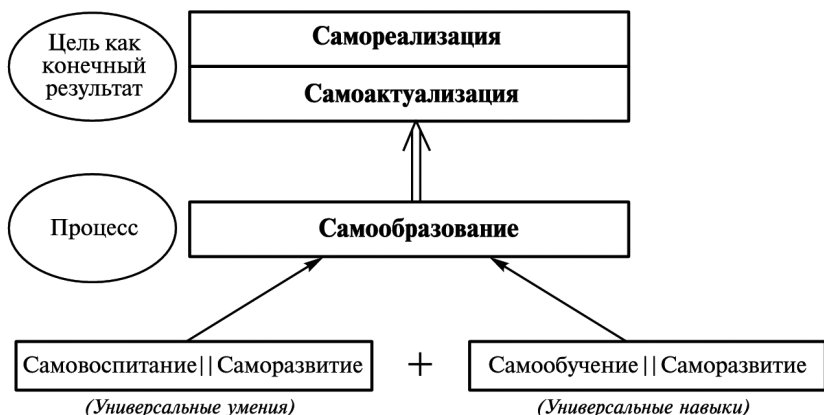 Цель как
конечный
результат
Самореализация
Самоактуализация
Процесс
Самообразование
Самовоспитание||Саморазвитие
+
Самообучение||Саморазвитие
(Универсальные умения)
(Универсальные навыки)